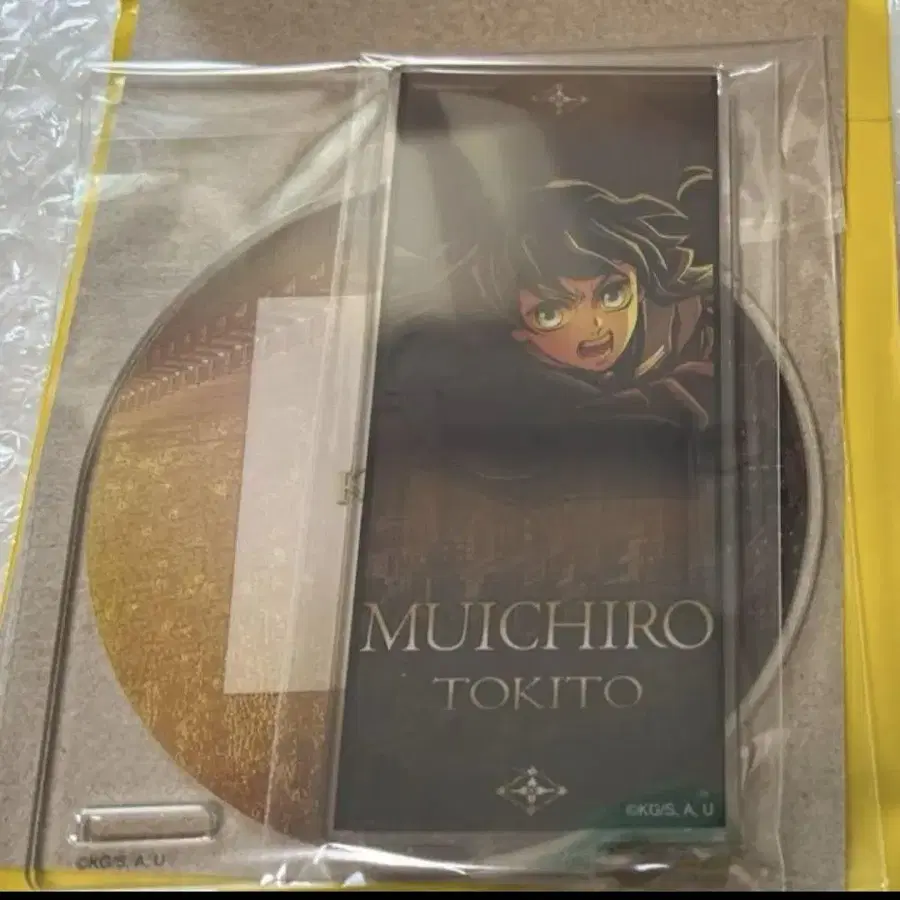 K
MUICHIRO
TOKITO
©KG/S, A, U
©KG/S, A, U